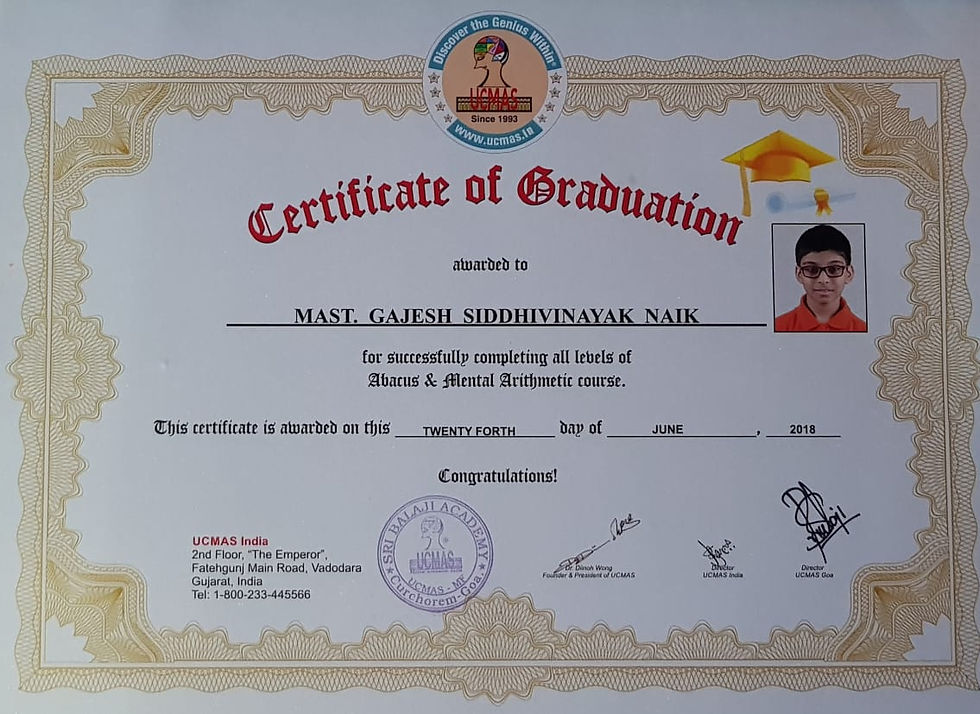 Discover the Genius Within®
UCMAS
Since 1993
www.ucmas.in
Certificate of Graduation
awarded to
MAST. GAJESH SIDDHIVINAYAK NAIK
for successfully completing all levels of
Abacus & Mental Arithmetic course.
This certificate is awarded on this TWENTY FORTH day of JUNE, 2018
Congratulations!
UCMAS India
2nd Floor, "The Emperor",
Fatehgunj Main Road, Vadodara
Gujarat, India
Tel: 1-800-233-445566
SRI BALAJI ACADEMY
UCMAS
UCMAS - ME
Curchorem-Goa.
Dr. Dimoh Wong
Founder & President of UCMAS
Director
UCMAS India
Director
UCMAS Goa